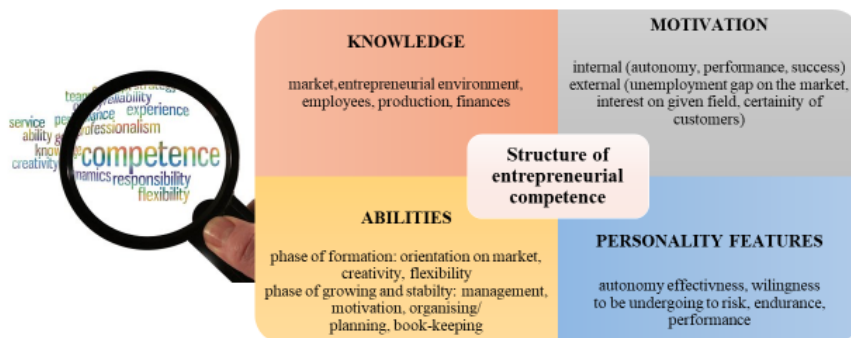 strategy
reliability
experience
service
ability
professionalism
competence
creativity
responsibility
flexibility
KNOWLEDGE
market,entrepreneurial environment,
employees, production, finances
MOTIVATION
internal (autonomy, performance, success)
external (unemployment gap on the market,
interest on given field, certainity of
customers)
Structure of
entrepreneurial
competence
ABILITIES
phase of formation: orientation on market,
creativity, flexibility
phase of growing and stabilty: management,
motivation, organising/
planning, book-keeping
PERSONALITY FEATURES
autonomy effectivness, wilingness
to be undergoing to risk, endurance,
performance